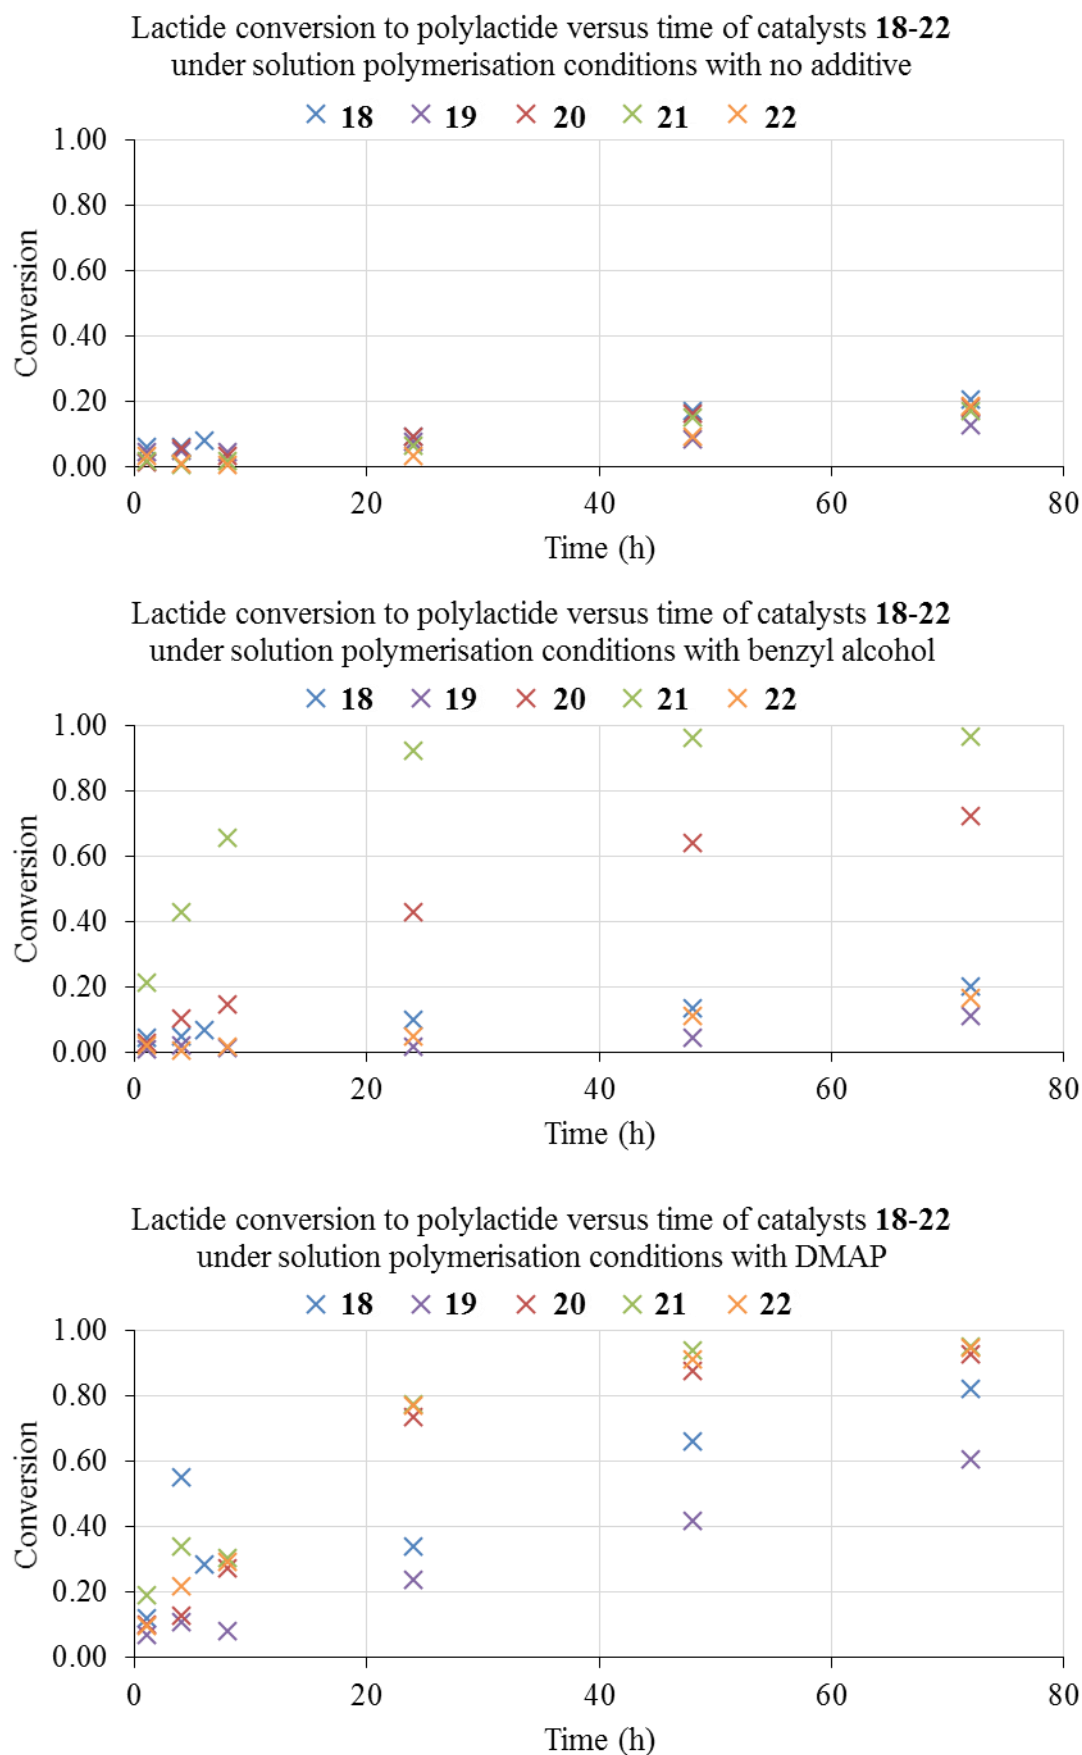 Lactide conversion to polylactide versus time of catalysts 18-22
under solution polymerisation conditions with no additive
18 19 20 21 22
1.00
0.80
0.60
0.40
0.20
0.00
Conversion
0 20 40 60 80
Time (h)
Lactide conversion to polylactide versus time of catalysts 18-22
under solution polymerisation conditions with benzyl alcohol
18 19 20 21 22
1.00
0.80
0.60
0.40
0.20
0.00
Conversion
0 20 40 60 80
Time (h)
Lactide conversion to polylactide versus time of catalysts 18-22
under solution polymerisation conditions with DMAP
18 19 20 21 22
1.00
0.80
0.60
0.40
0.20
0.00
Conversion
0 20 40 60 80
Time (h)